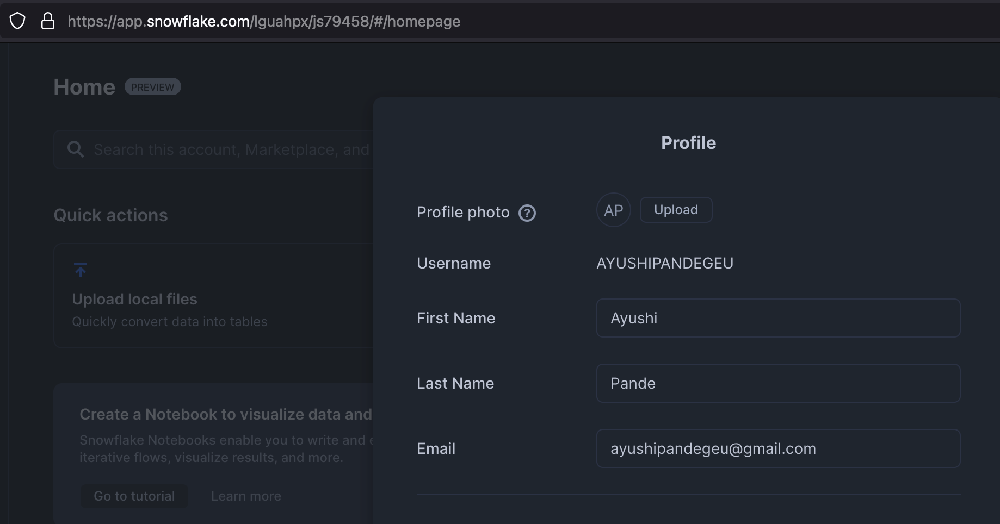 https://app.snowflake.com/lguahpx/js79458/#/homepage
Home PREVIEW
Search this account, Marketplace, and
Quick actions
Upload local files
Quickly convert data into tables
Create a Notebook to visualize data and
Snowflake Notebooks enable you to write and e
iterative flows, visualize results, and more.
Go to tutorial Learn more
Profile
Profile photo ? AP Upload
Username AYUSHIPANDEGEU
First Name Ayushi
Last Name Pande
Email ayushipandegeu@gmail.com